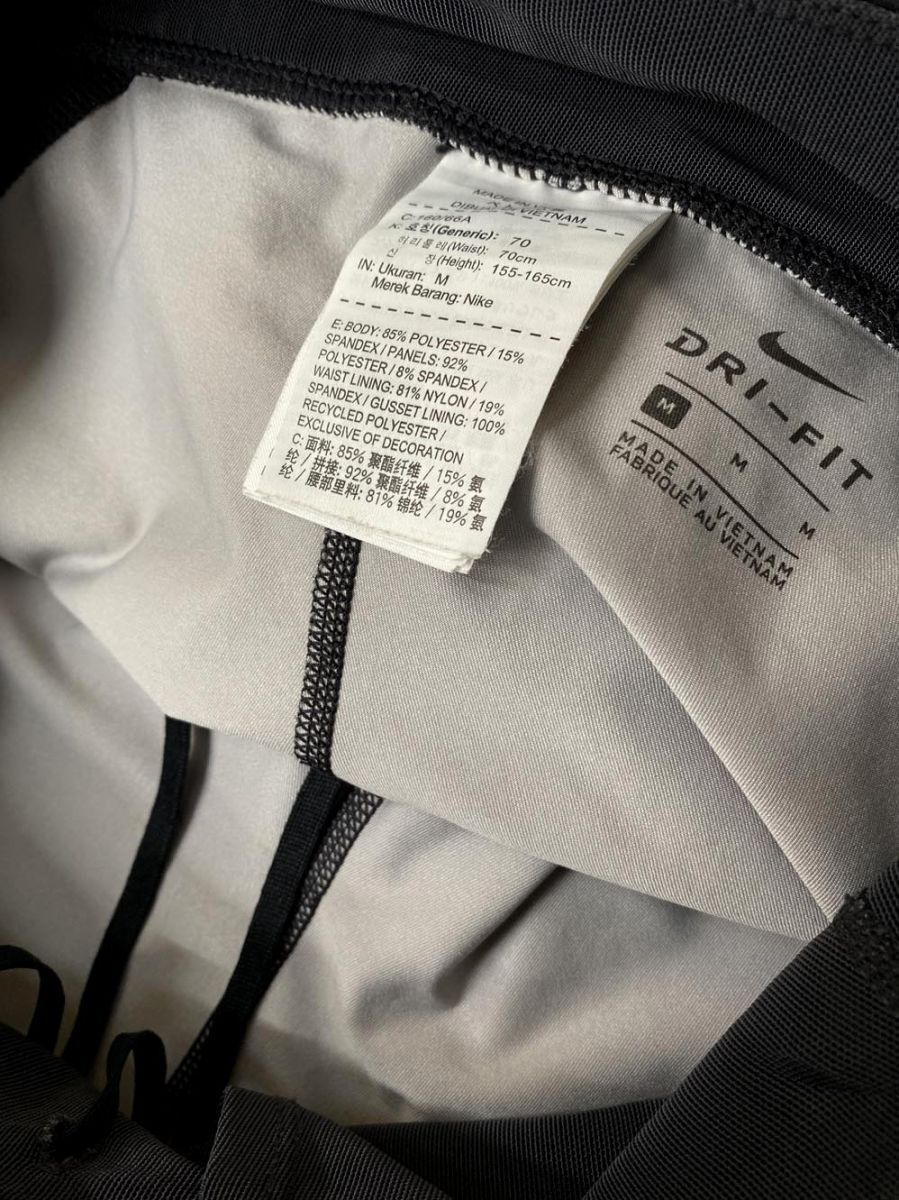 MADE IN
VIETNAM
C: 160/66A
K: 호칭(Generic): 70
허리둘레(Waist): 70cm
신 장(Height): 155-165cm
IN: Ukuran: M
Merek Barang: Nike
E: BODY: 85% POLYESTER / 15%
SPANDEX / PANELS: 92%
POLYESTER / 8% SPANDEX /
WAIST LINING: 81% NYLON / 19%
SPANDEX / GUSSET LINING: 100%
RECYCLED POLYESTER /
EXCLUSIVE OF DECORATION
C: 面料: 85% 聚酯纤维 / 15% 氨
纶 / 拼接: 92% 聚酯纤维 / 8% 氨
纶 / 腰部里料: 81% 锦纶 / 19% 氨
DRI-FIT
M M M
MADE IN VIETNAM
FABRIQUE AU VIETNAM